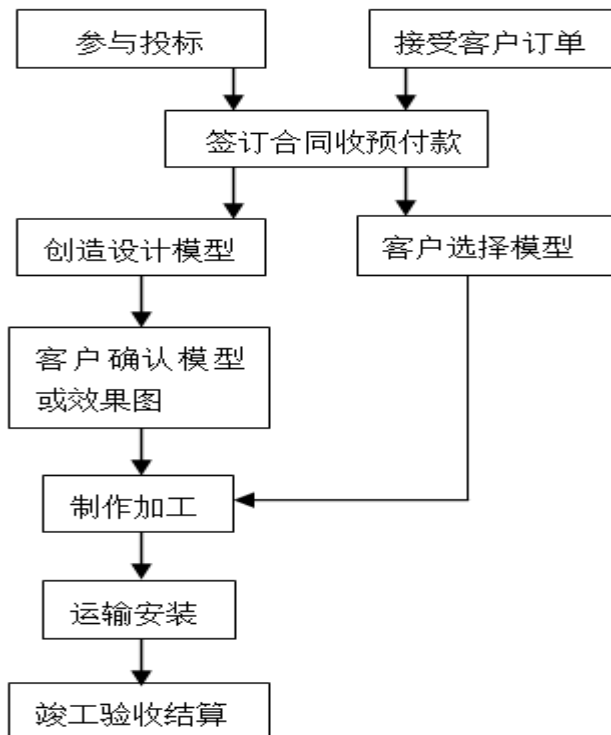 参与投标
接受客户订单
签订合同收预付款
创造设计模型
客户选择模型
客户确认模型
或效果图
制作加工
运输安装
竣工验收结算